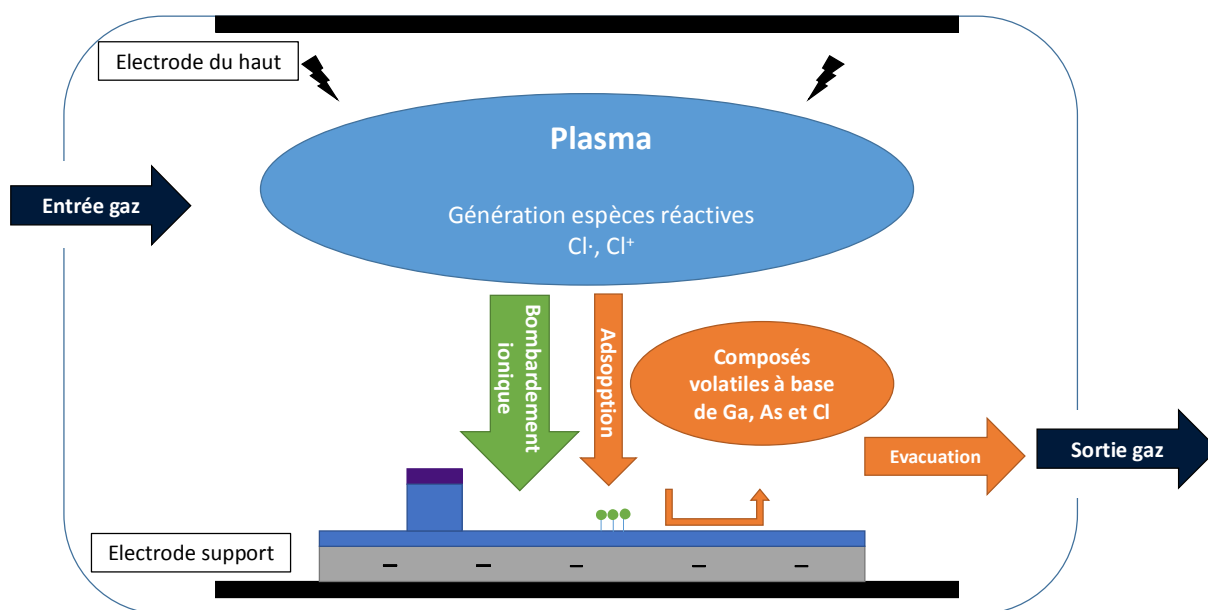 Electrode du haut
Plasma
Entrée gaz
Génération espèces réactives
Cl·, Cl⁺
Bombardement
ionique
Adsopption
Composés
volatiles à base
de Ga, As et Cl
Evacuation
Sortie gaz
Electrode support